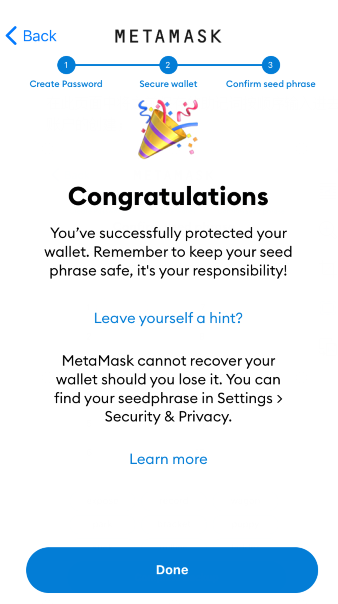 Back
METAMASK
1 2 3
Create Password Secure wallet Confirm seed phrase
Congratulations
You've successfully protected your
wallet. Remember to keep your seed
phrase safe, it's your responsibility!
Leave yourself a hint?
MetaMask cannot recover your
wallet should you lose it. You can
find your seedphrase in Settings >
Security & Privacy.
Learn more
Done